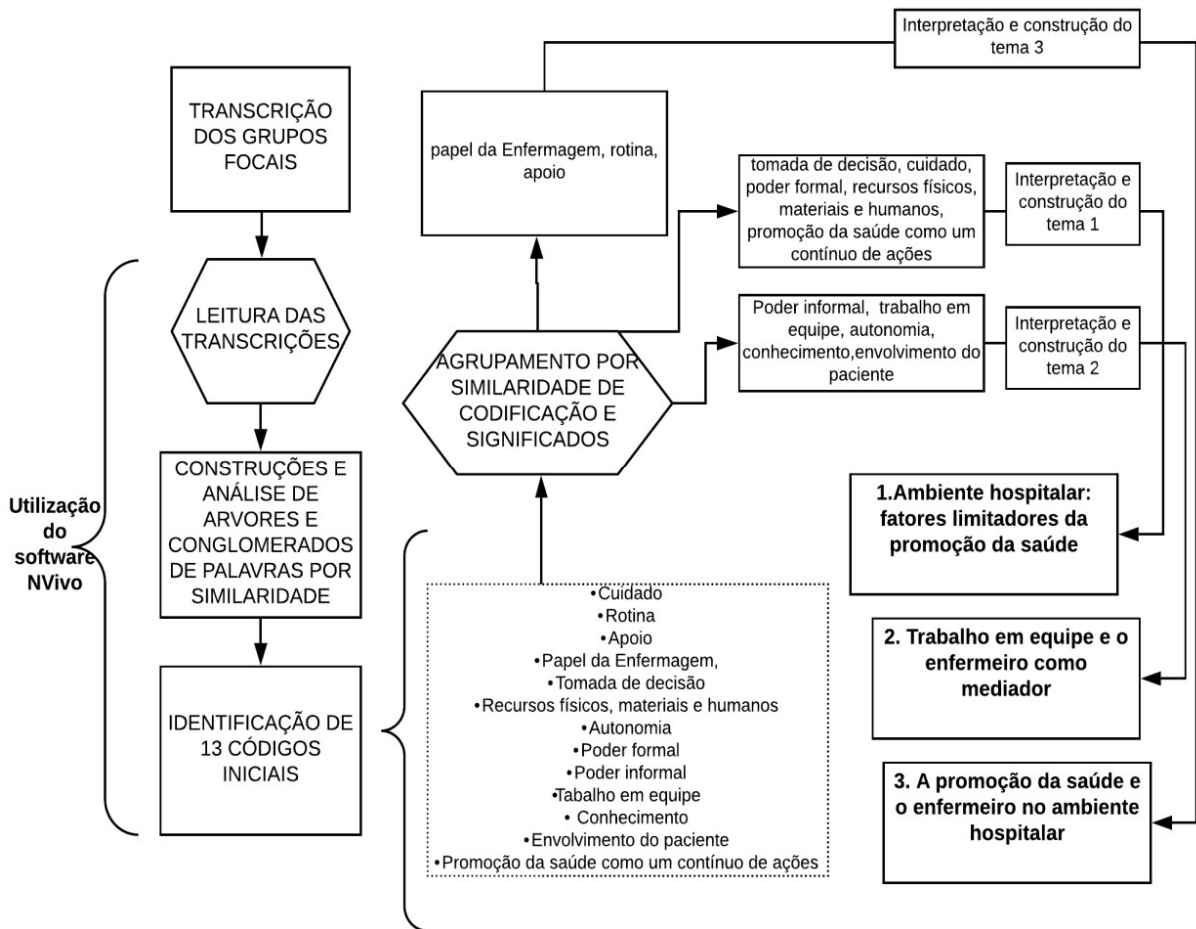 TRANSCRIÇÃO
DOS GRUPOS
FOCAIS
LEITURA DAS
TRANSCRIÇÕES
CONSTRUÇÕES E
ANÁLISE DE
ARVORES E
CONGLOMERADOS
DE PALAVRAS POR
SIMILARIDADE
IDENTIFICAÇÃO DE
13 CÓDIGOS
INICIAIS
Utilização
do
software
NVivo
•Cuidado
•Rotina
•Apoio
•Papel da Enfermagem,
•Tomada de decisão
•Recursos físicos, materiais e humanos
•Autonomia
•Poder formal
•Poder informal
•Tabalho em equipe
• Conhecimento
•Envolvimento do paciente
•Promoção da saúde como um contínuo de ações
AGRUPAMENTO POR
SIMILARIDADE DE
CODIFICAÇÃO E
SIGNIFICADOS
papel da Enfermagem, rotina,
apoio
Interpretação e construção do
tema 3
tomada de decisão, cuidado,
poder formal, recursos físicos,
materiais e humanos,
promoção da saúde como um
contínuo de ações
Interpretação e
construção do
tema 1
Poder informal, trabalho em
equipe, autonomia,
conhecimento,envolvimento do
paciente
Interpretação e
construção do
tema 2
1.Ambiente hospitalar:
fatores limitadores da
promoção da saúde
2. Trabalho em equipe e o
enfermeiro como
mediador
3. A promoção da saúde e
o enfermeiro no ambiente
hospitalar